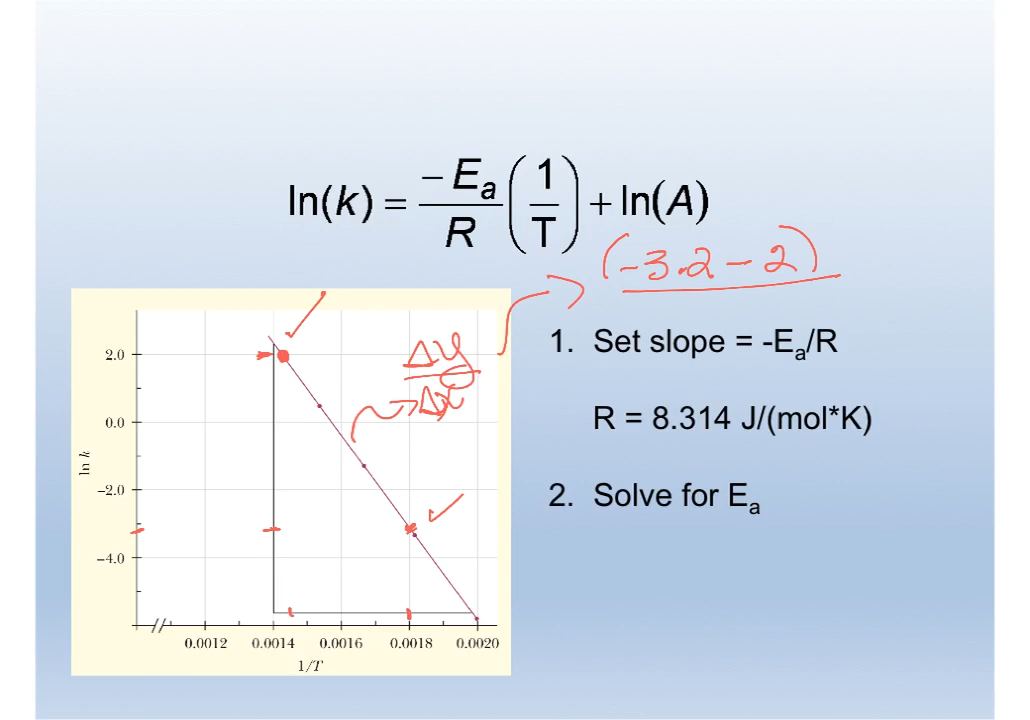 ln(k) = −Ea/R (1/T) + ln(A)
(-3.2 - 2)
1. Set slope = -Ea/R
R = 8.314 J/(mol*K)
2. Solve for Ea
Δy
Δx
2.0
0.0
−2.0
−4.0
ln k
0.0012 0.0014 0.0016 0.0018 0.0020
1/T